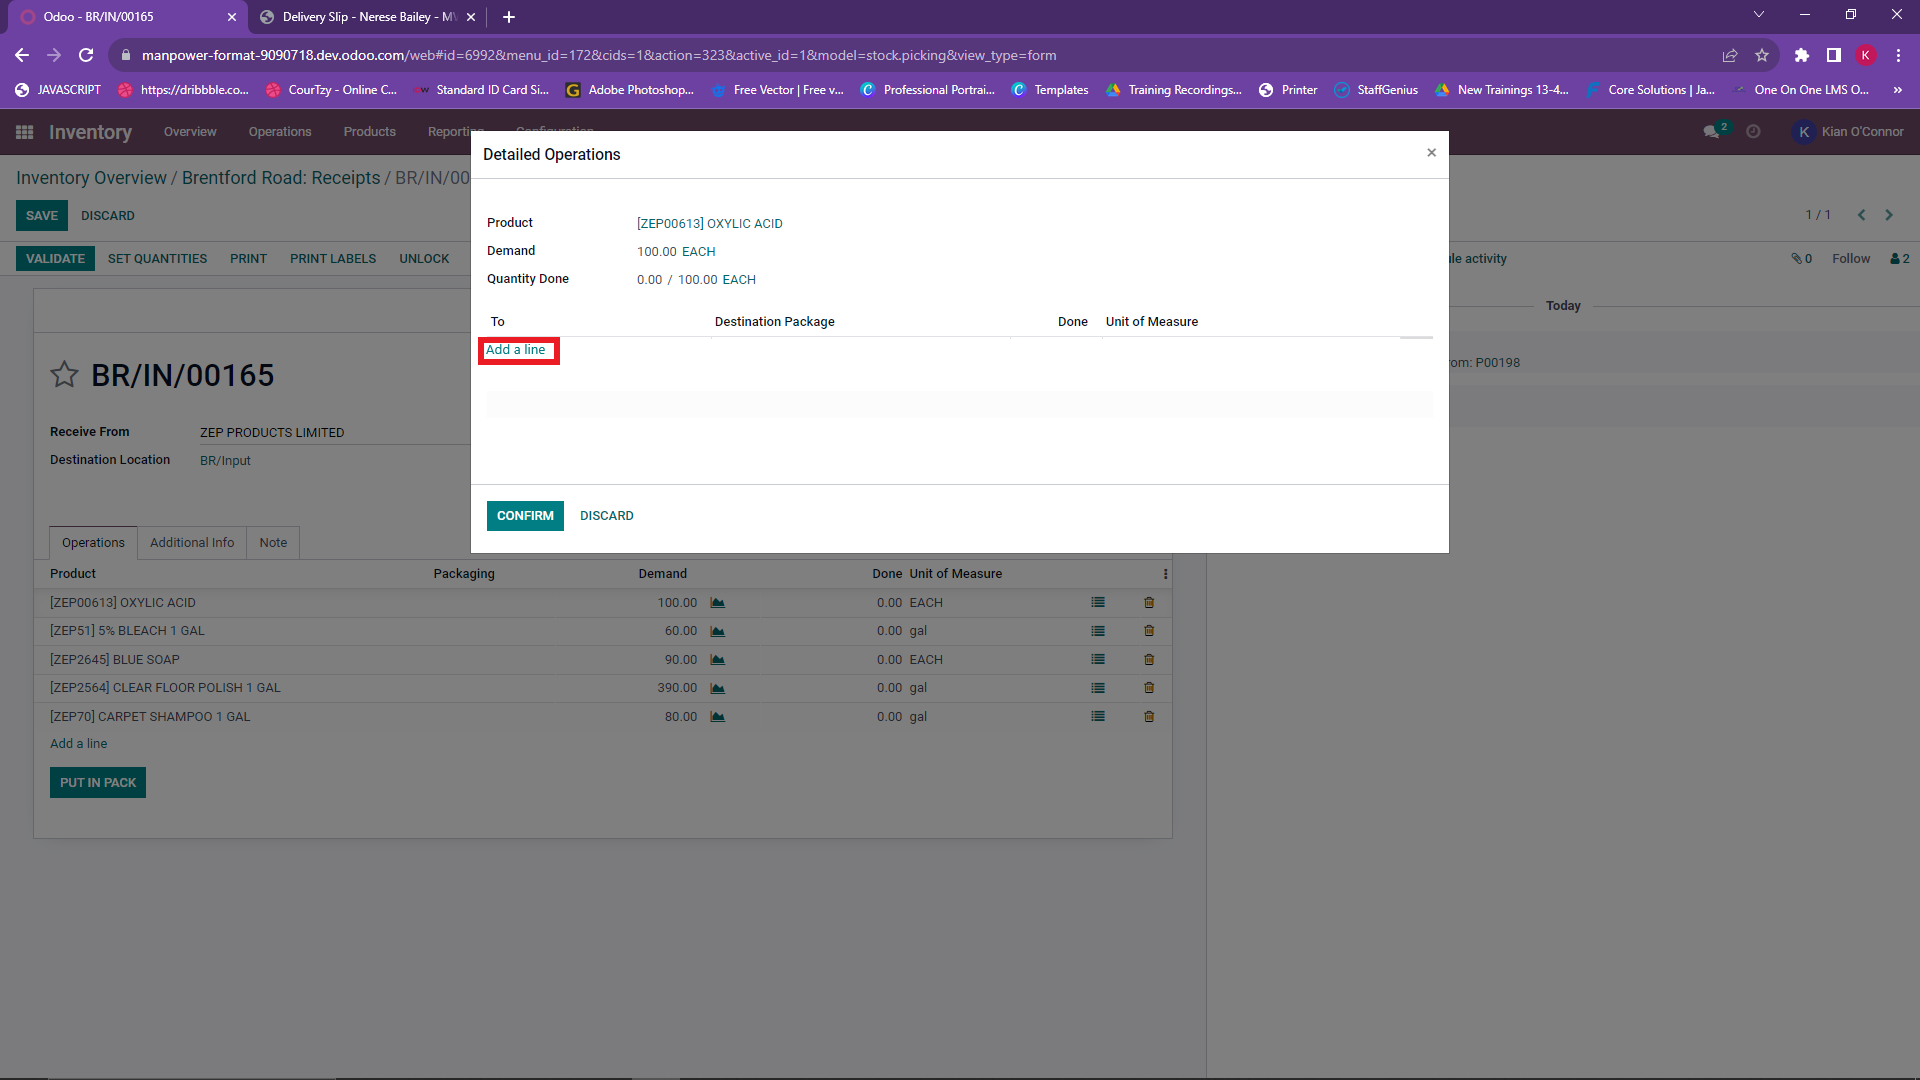 Odoo - BR/IN/00165
Delivery Slip - Nerese Bailey - M
manpower-format-9090718.dev.odoo.com/web#id=6992&menu_id=172&cids=1&action=323&active_id=1&model=stock.picking&view_type=form
K
JAVASCRIPT
https://dribbble.co...
CourTzy - Online C...
Standard ID Card Si...
Adobe Photoshop...
Free Vector | Free v...
Professional Portrai...
Templates
Training Recordings...
Printer
StaffGenius
New Trainings 13-4...
Core Solutions | Ja...
One On One LMS O...
»
Inventory
Overview
Operations
Products
Reporting
Configuration
2
K
Kian O'Connor
Inventory Overview / Brentford Road: Receipts / BR/IN/00
SAVE
DISCARD
1 / 1
VALIDATE
SET QUANTITIES
PRINT
PRINT LABELS
UNLOCK
le activity
0
Follow
2
Today
om: P00198
Detailed Operations
×
Product
[ZEP00613] OXYLIC ACID
Demand
100.00 EACH
Quantity Done
0.00 / 100.00 EACH
To
Destination Package
Done
Unit of Measure
Add a line
CONFIRM
DISCARD
BR/IN/00165
Receive From
ZEP PRODUCTS LIMITED
Destination Location
BR/Input
Operations
Additional Info
Note
Product Packaging Demand Done Unit of Measure
[ZEP00613] OXYLIC ACID 100.00 0.00 EACH
[ZEP51] 5% BLEACH 1 GAL 60.00 0.00 gal
[ZEP2645] BLUE SOAP 90.00 0.00 EACH
[ZEP2564] CLEAR FLOOR POLISH 1 GAL 390.00 0.00 gal
[ZEP70] CARPET SHAMPOO 1 GAL 80.00 0.00 gal
Add a line
PUT IN PACK